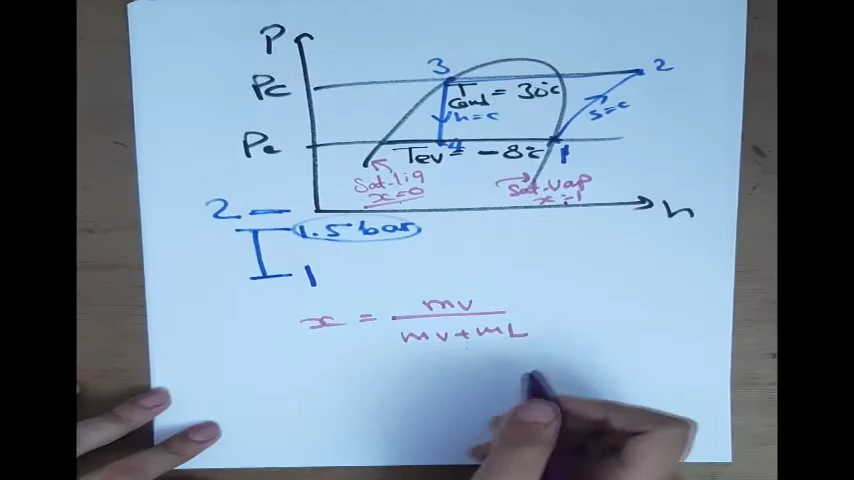 P
3
2
Pc
Tcond = 30°C
h=c
s=c
Pe
4
Tev = -8°C
1
Sat-liq
x=0
Sat-Vap
x=1
h
2
1.5 bar
1
x = mv
mv+mL